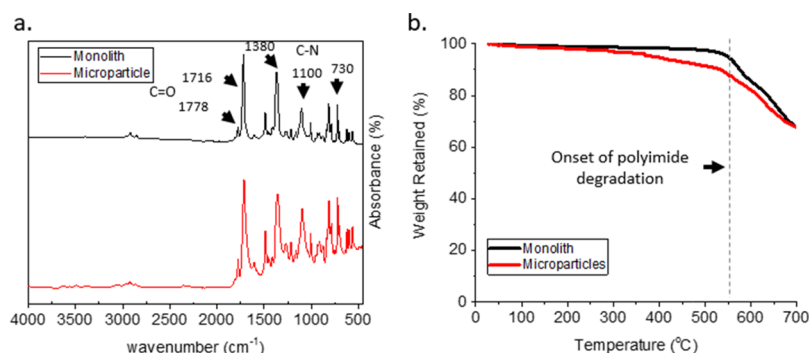 a.
Monolith
Microparticle
1380
C-N
1716
1100
730
C=O
1778
Absorbance (%)
4000
3500
3000
2500
2000
1500
1000
500
wavenumber (cm-1)
b.
100
80
60
40
20
0
Weight Retained (%)
Onset of polyimide
degradation
Monolith
Microparticles
0
100
200
300
400
500
600
700
Temperature (oC)